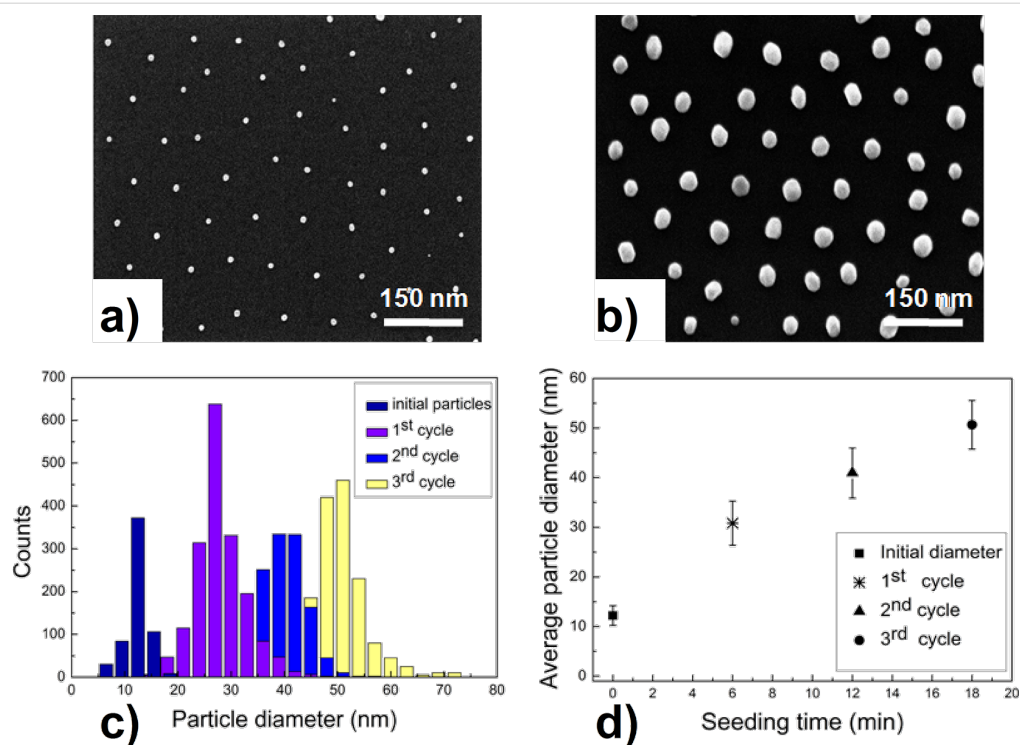 150 nm
a)
150 nm
b)
700
600
500
400
300
200
100
0
Counts
initial particles
1st cycle
2nd cycle
3rd cycle
0 10 20 30 40 50 60 70 80
Particle diameter (nm)
c)
60
50
40
30
20
10
0
Average particle diameter (nm)
Initial diameter
1st cycle
2nd cycle
3rd cycle
0 2 4 6 8 10 12 14 16 18 20
Seeding time (min)
d)